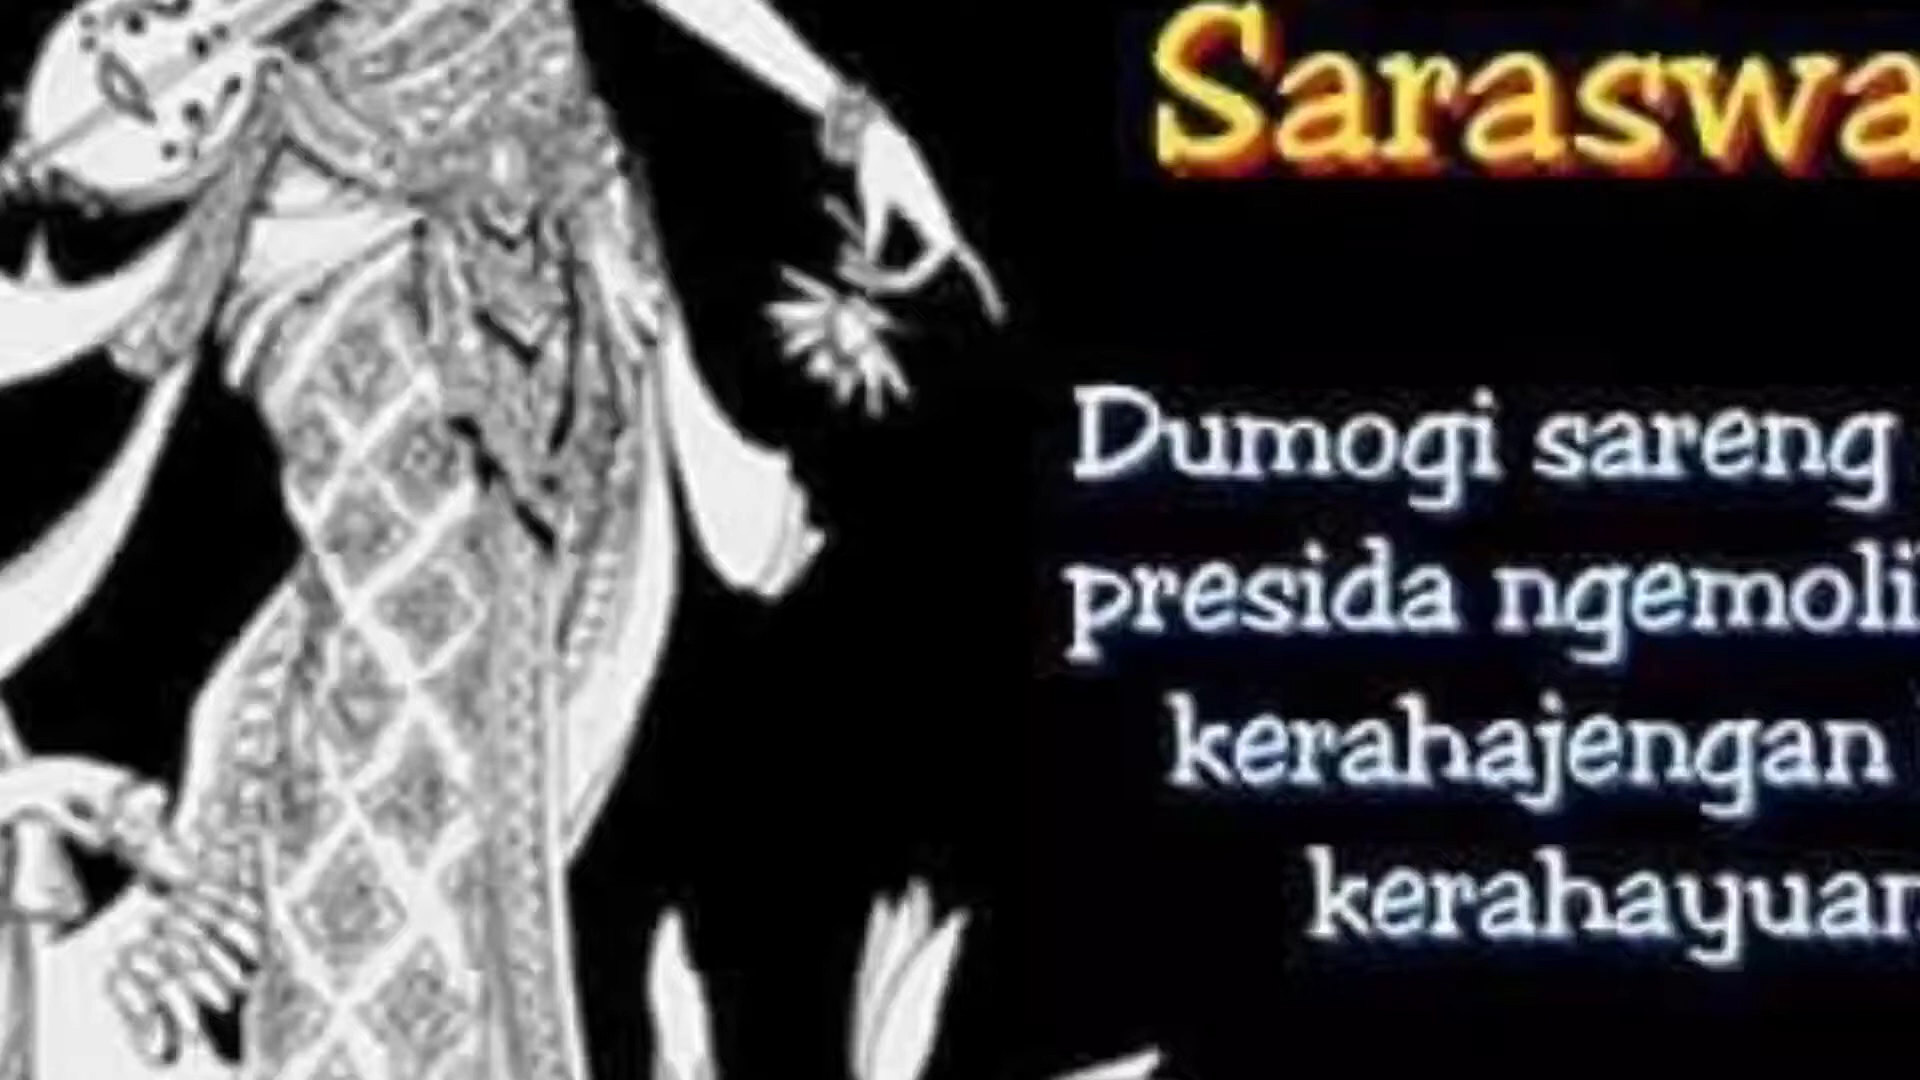 Saraswa
Dumogi sareng
presida ngemoli
kerahajengan
kerahayuan